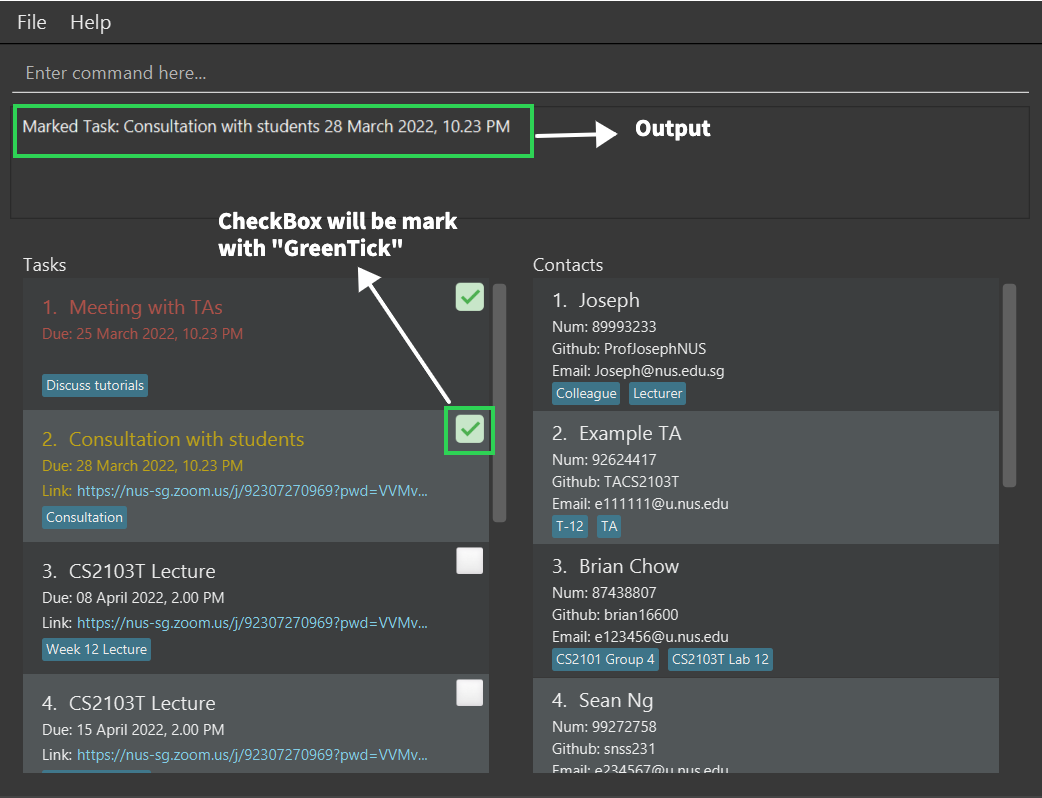 File Help
Enter command here...
Marked Task: Consultation with students 28 March 2022, 10.23 PM
Output
CheckBox will be mark
with "GreenTick"
Tasks
1. Meeting with TAs
Due: 25 March 2022, 10.23 PM
Discuss tutorials
2. Consultation with students
Due: 28 March 2022, 10.23 PM
Link: https://nus-sg.zoom.us/j/92307270969?pwd=VVMv...
Consultation
3. CS2103T Lecture
Due: 08 April 2022, 2.00 PM
Link: https://nus-sg.zoom.us/j/92307270969?pwd=VVMv...
Week 12 Lecture
4. CS2103T Lecture
Due: 15 April 2022, 2.00 PM
Link: https://nus-sg.zoom.us/j/92307270969?pwd=VVMv...
Contacts
1. Joseph
Num: 89993233
Github: ProfJosephNUS
Email: Joseph@nus.edu.sg
Colleague Lecturer
2. Example TA
Num: 92624417
Github: TACS2103T
Email: e111111@u.nus.edu
T-12 TA
3. Brian Chow
Num: 87438807
Github: brian16600
Email: e123456@u.nus.edu
CS2101 Group 4 CS2103T Lab 12
4. Sean Ng
Num: 99272758
Github: snss231
Email: e234567@u.nus.edu